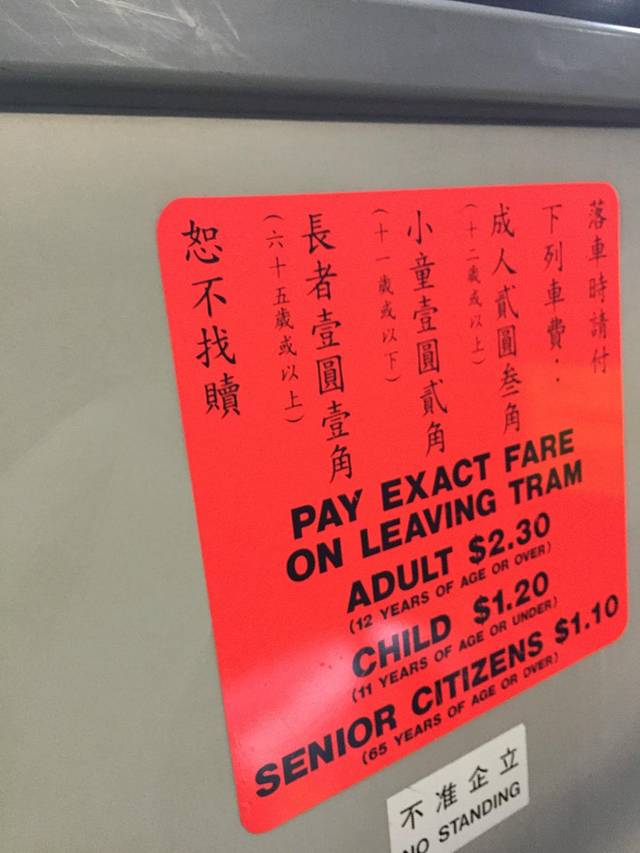 落車時請付
下列車費：
成人貳圓叁角
（十二歲或以上）
小童壹圓貳角
（十一歲或以下）
長者壹圓壹角
（六十五歲或以上）
恕不找贖
PAY EXACT FARE
ON LEAVING TRAM
ADULT $2.30
(12 YEARS OF AGE OR OVER)
CHILD $1.20
(11 YEARS OF AGE OR UNDER)
SENIOR CITIZENS $1.10
(65 YEARS OF AGE OR OVER)
不准企立
NO STANDING